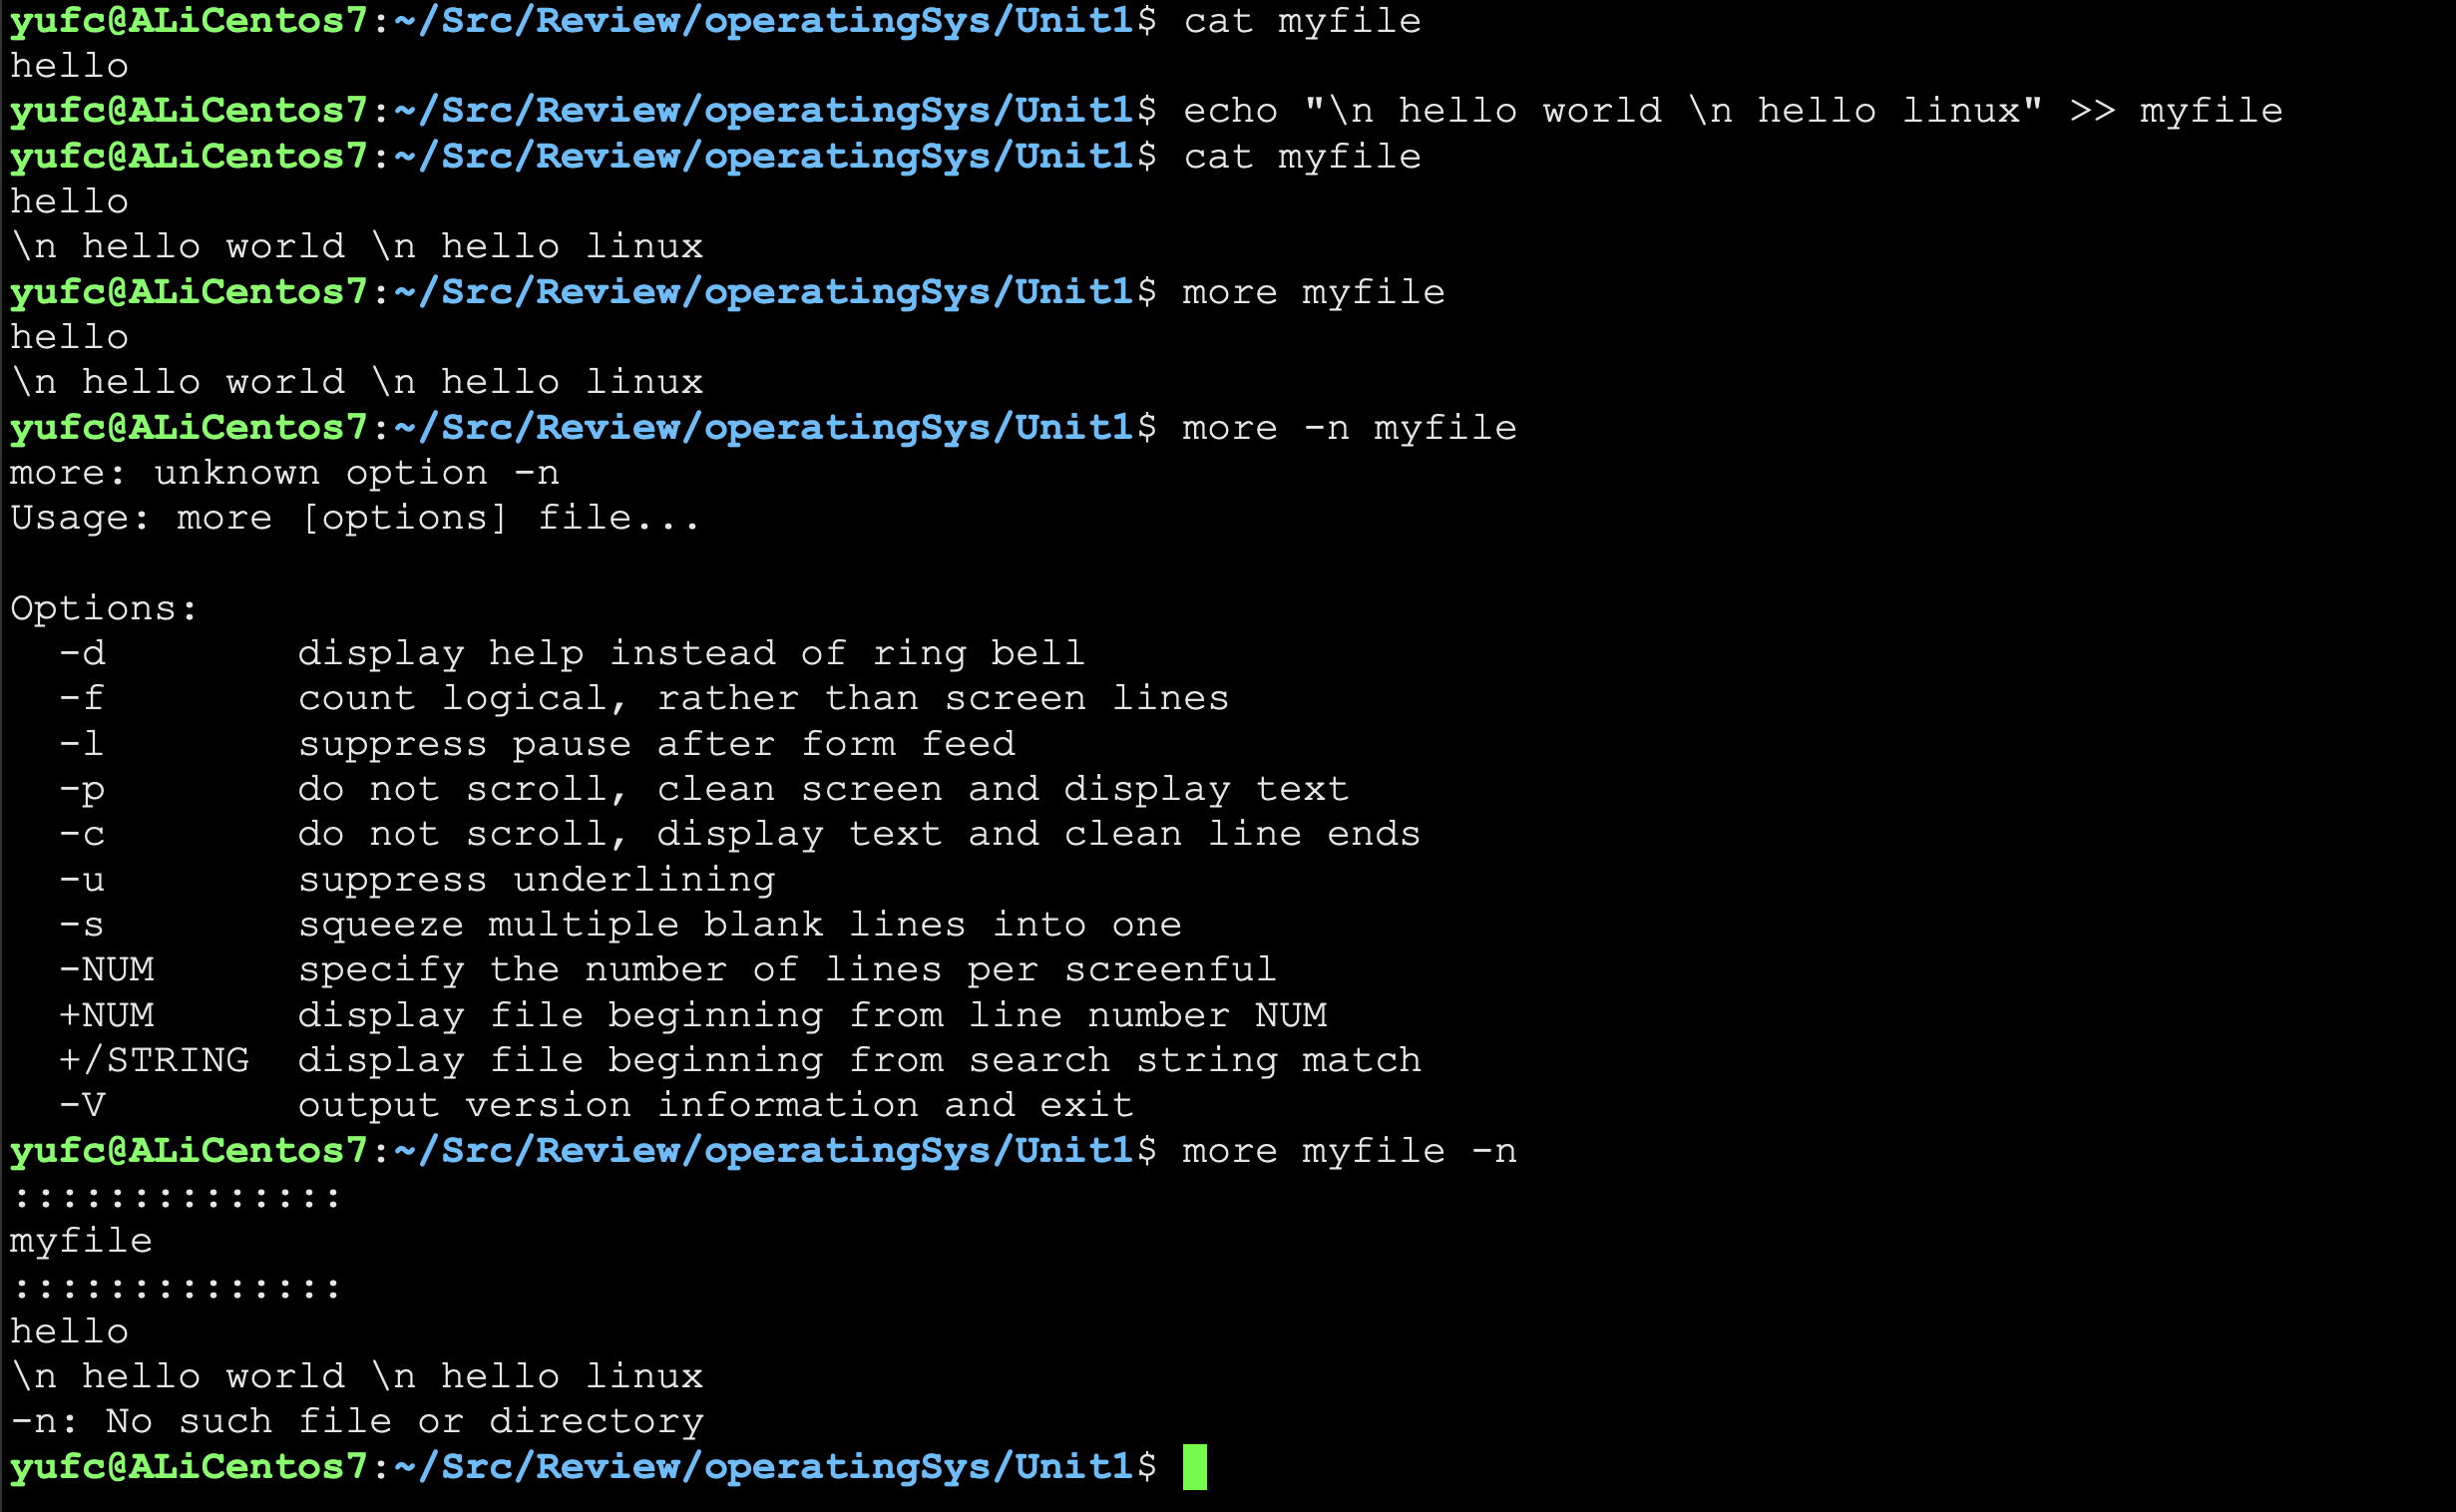 yufc@ALiCentos7:~/Src/Review/operatingSys/Unit1$ cat myfile
hello
yufc@ALiCentos7:~/Src/Review/operatingSys/Unit1$ echo "\n hello world \n hello linux" >> myfile
yufc@ALiCentos7:~/Src/Review/operatingSys/Unit1$ cat myfile
hello
\n hello world \n hello linux
yufc@ALiCentos7:~/Src/Review/operatingSys/Unit1$ more myfile
hello
\n hello world \n hello linux
yufc@ALiCentos7:~/Src/Review/operatingSys/Unit1$ more -n myfile
more: unknown option -n
Usage: more [options] file...

Options:
  -d        display help instead of ring bell
  -f        count logical, rather than screen lines
  -l        suppress pause after form feed
  -p        do not scroll, clean screen and display text
  -c        do not scroll, display text and clean line ends
  -u        suppress underlining
  -s        squeeze multiple blank lines into one
  -NUM      specify the number of lines per screenful
  +NUM      display file beginning from line number NUM
  +/STRING  display file beginning from search string match
  -V        output version information and exit
yufc@ALiCentos7:~/Src/Review/operatingSys/Unit1$ more myfile -n
::::::::::::::
myfile
::::::::::::::
hello
\n hello world \n hello linux
-n: No such file or directory
yufc@ALiCentos7:~/Src/Review/operatingSys/Unit1$